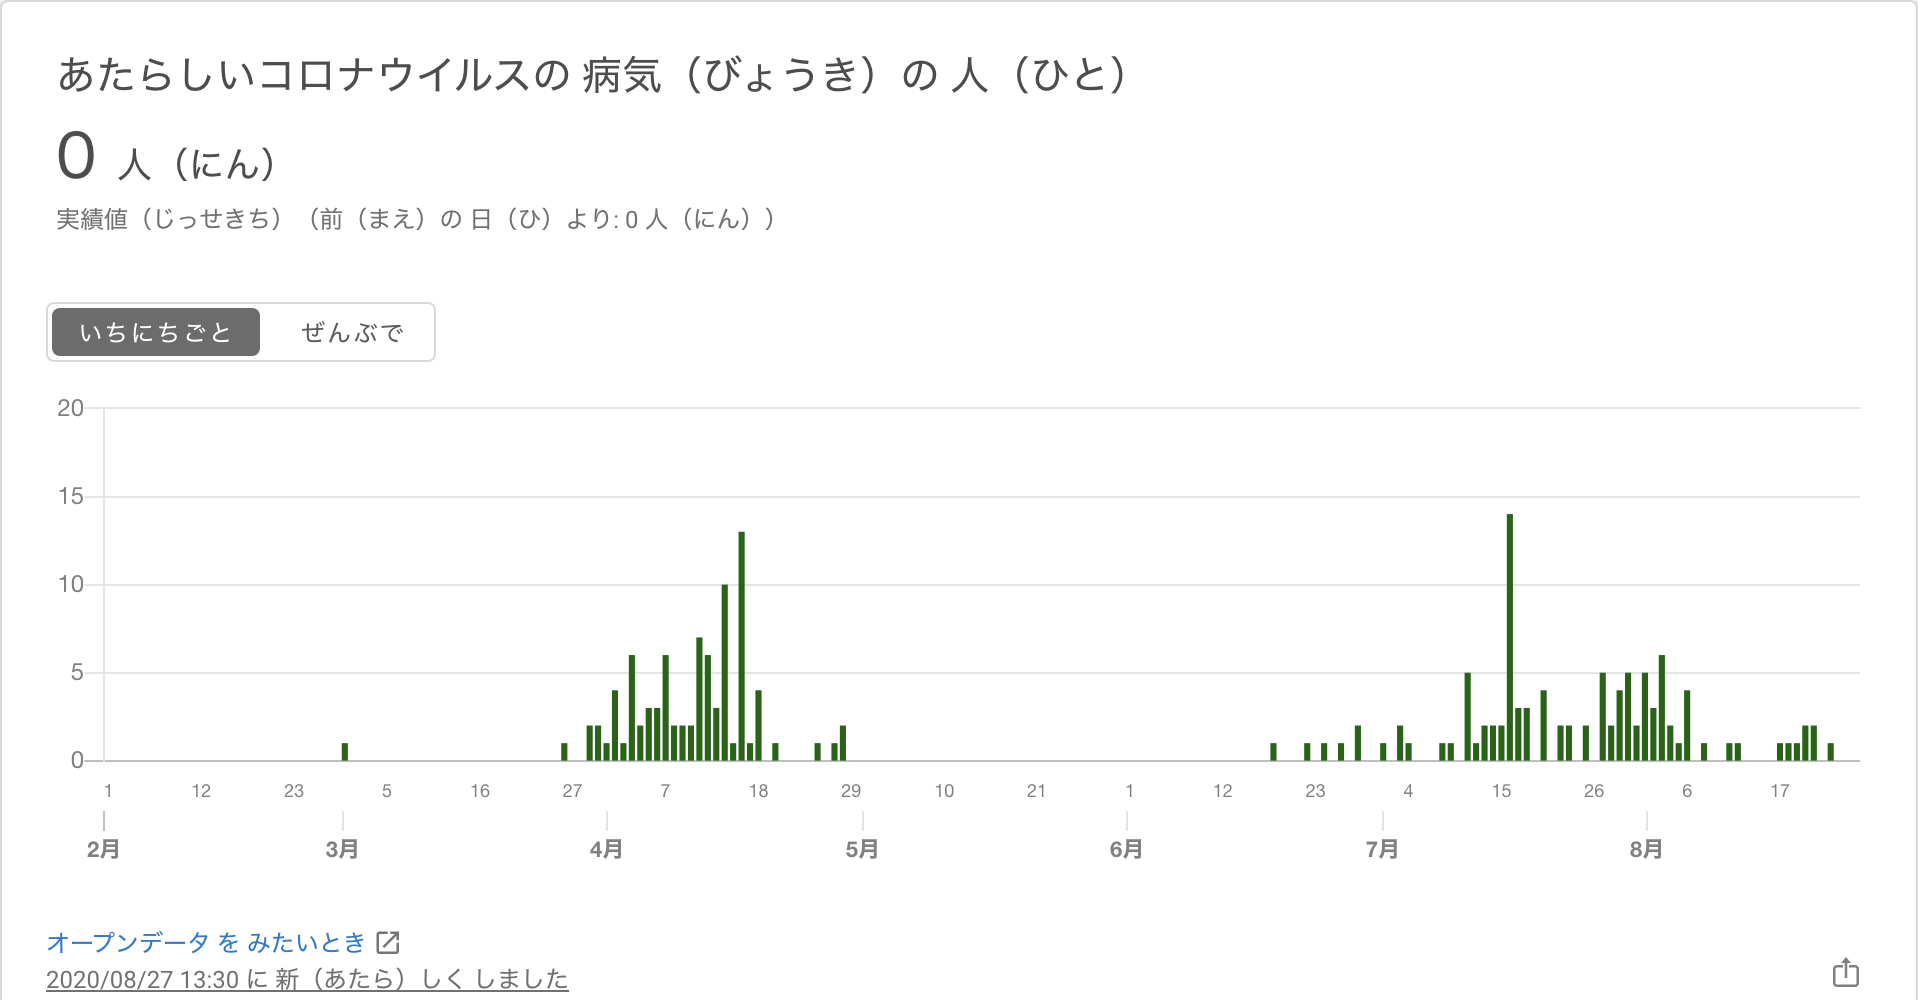 あたらしいコロナウイルスの 病気（びょうき）の 人（ひと）
0 人（にん）
実績値（じっせきち）（前（まえ）の 日（ひ）より: 0 人（にん））
いちにちごと ぜんぶで
20
15
10
5
0
1 12 23 5 16 27 7 18 29 10 21 1 12 23 4 15 26 6 17
2月 3月 4月 5月 6月 7月 8月
オープンデータ を みたいとき
2020/08/27 13:30 に 新（あたら）しく しました